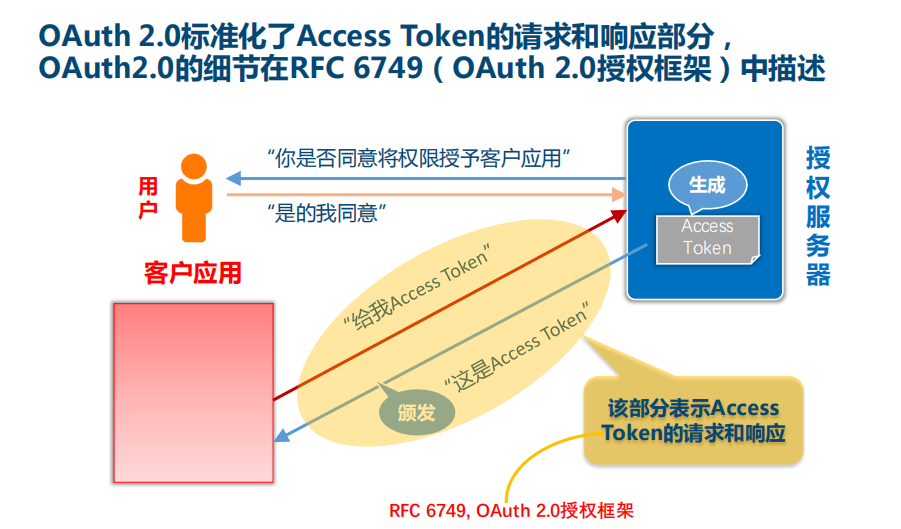 OAuth 2.0标准化了Access Token的请求和响应部分，
OAuth2.0的细节在RFC 6749（OAuth 2.0授权框架）中描述
“你是否同意将权限授予客户应用”
用户
“是的我同意”
客户应用
生成
Access
Token
授权服务器
“给我Access Token”
“这是Access Token”
颁发
该部分表示Access
Token的请求和响应
RFC 6749, OAuth 2.0授权框架